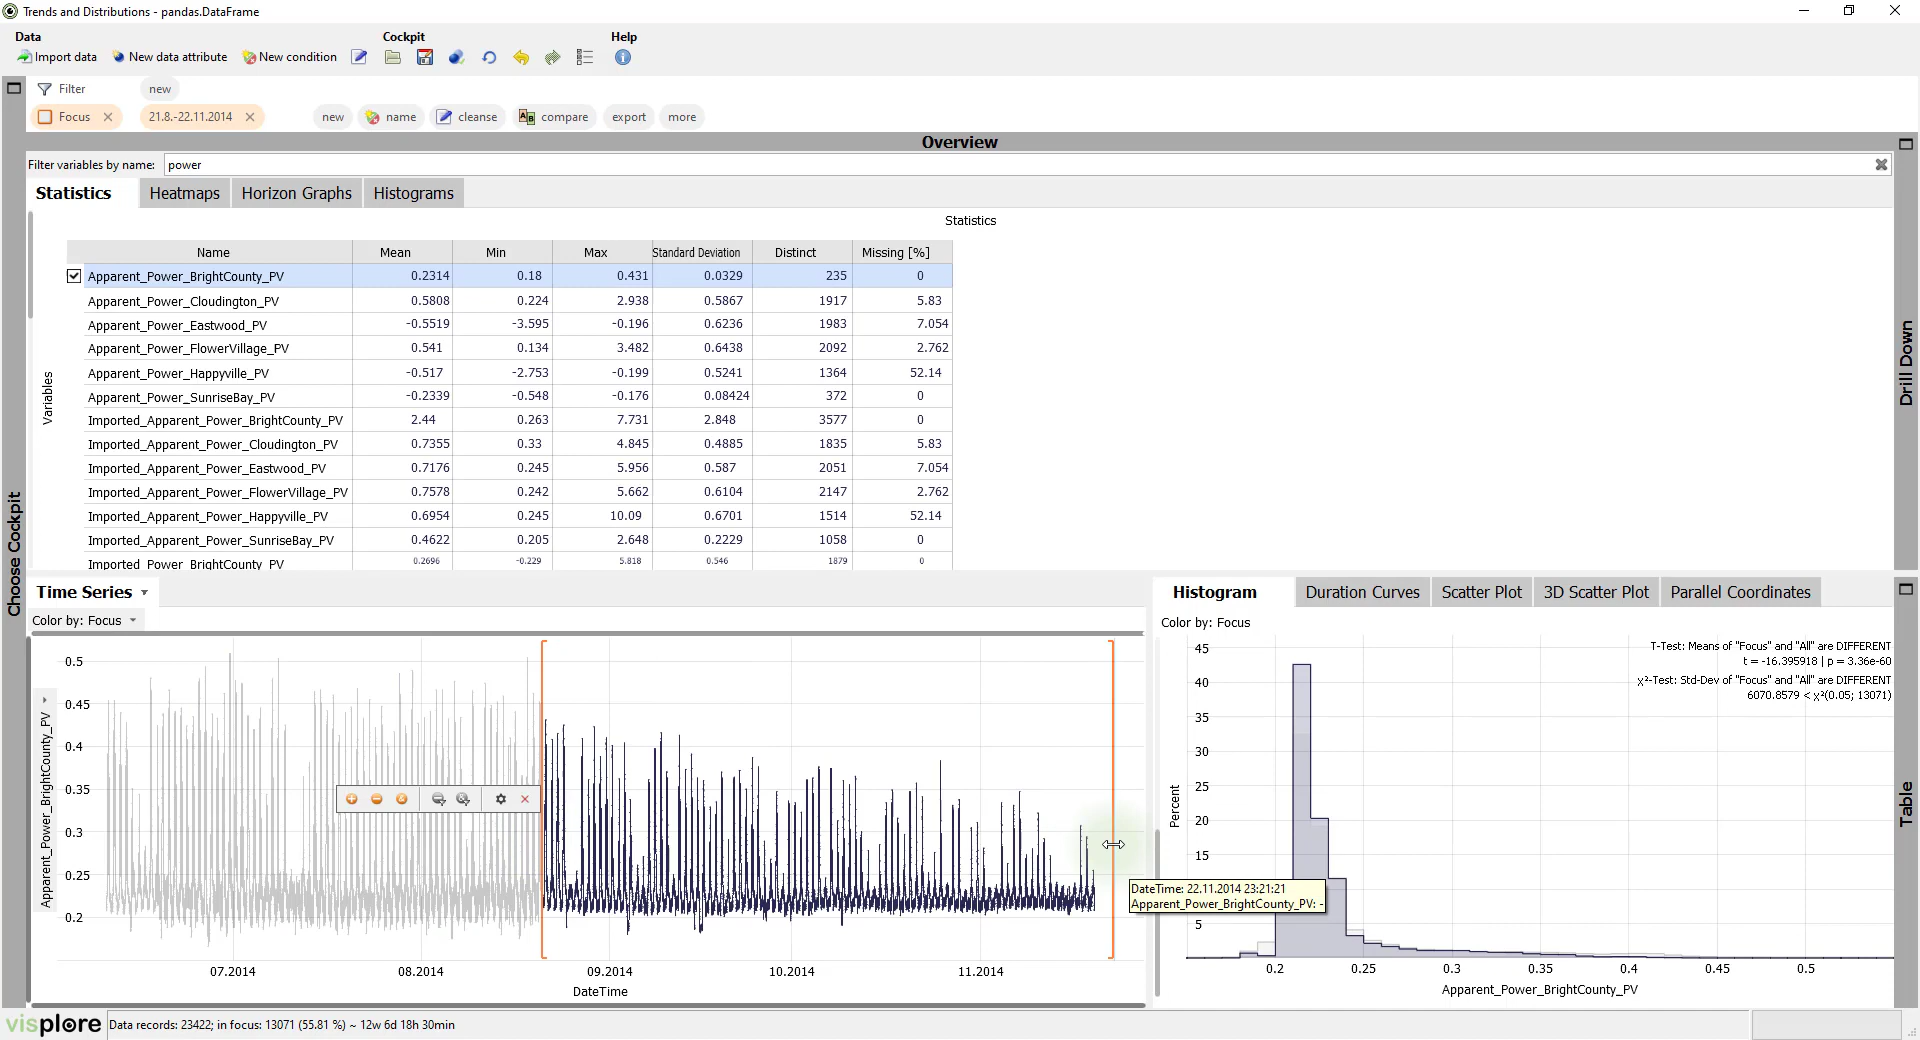 Trends and Distributions - pandas.DataFrame
Data
Cockpit
Help
Import data
New data attribute
New condition
Filter
new
Focus
21.8.-22.11.2014
new
name
cleanse
compare
export
more
Overview
Filter variables by name:
power
Statistics
Heatmaps
Horizon Graphs
Histograms
Statistics
Name Mean Min Max Standard Deviation Distinct Missing [%]
Apparent_Power_BrightCounty_PV 0.2314 0.18 0.431 0.0329 235 0
Apparent_Power_Cloudington_PV 0.5808 0.224 2.938 0.5867 1917 5.83
Apparent_Power_Eastwood_PV -0.5519 -3.595 -0.196 0.6236 1983 7.054
Apparent_Power_FlowerVillage_PV 0.541 0.134 3.482 0.6438 2092 2.762
Apparent_Power_Happyville_PV -0.517 -2.753 -0.199 0.5241 1364 52.14
Apparent_Power_SunriseBay_PV -0.2339 -0.548 -0.176 0.08424 372 0
Imported_Apparent_Power_BrightCounty_PV 2.44 0.263 7.731 2.848 3577 0
Imported_Apparent_Power_Cloudington_PV 0.7355 0.33 4.845 0.4885 1835 5.83
Imported_Apparent_Power_Eastwood_PV 0.7176 0.245 5.956 0.587 2051 7.054
Imported_Apparent_Power_FlowerVillage_PV 0.7578 0.242 5.662 0.6104 2147 2.762
Imported_Apparent_Power_Happyville_PV 0.6954 0.245 10.09 0.6701 1514 52.14
Imported_Apparent_Power_SunriseBay_PV 0.4622 0.205 2.648 0.2229 1058 0
Imported_Power_BrightCounty_PV 0.2696 -0.229 5.818 0.546 1879 0
Variables
Choose Cockpit
Drill Down
Table
Time Series
Color by: Focus
0.5
0.45
0.4
0.35
0.3
0.25
0.2
Apparent_Power_BrightCounty_PV
07.2014 08.2014 09.2014 10.2014 11.2014
DateTime
DateTime: 22.11.2014 23:21:21
Apparent_Power_BrightCounty_PV: -
Histogram
Duration Curves
Scatter Plot
3D Scatter Plot
Parallel Coordinates
Color by: Focus
T-Test: Means of "Focus" and "All" are DIFFERENT
t = -16.395918 | p = 3.36e-60
χ²-Test: Std-Dev of "Focus" and "All" are DIFFERENT
6070.8579 < χ²(0.05; 13071)
45
40
35
30
25
20
15
5
Percent
0.2 0.25 0.3 0.35 0.4 0.45 0.5
Apparent_Power_BrightCounty_PV
visplore
Data records: 23422; in focus: 13071 (55.81 %) ~ 12w 6d 18h 30min